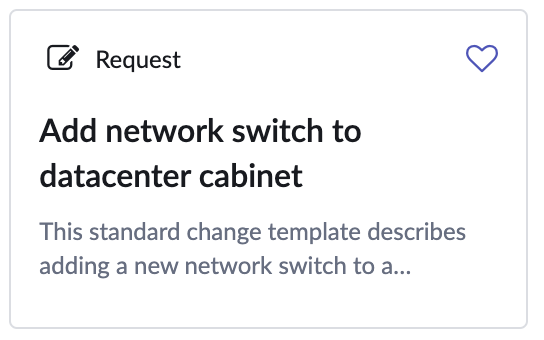 Request
Add network switch to
datacenter cabinet
This standard change template describes
adding a new network switch to a...